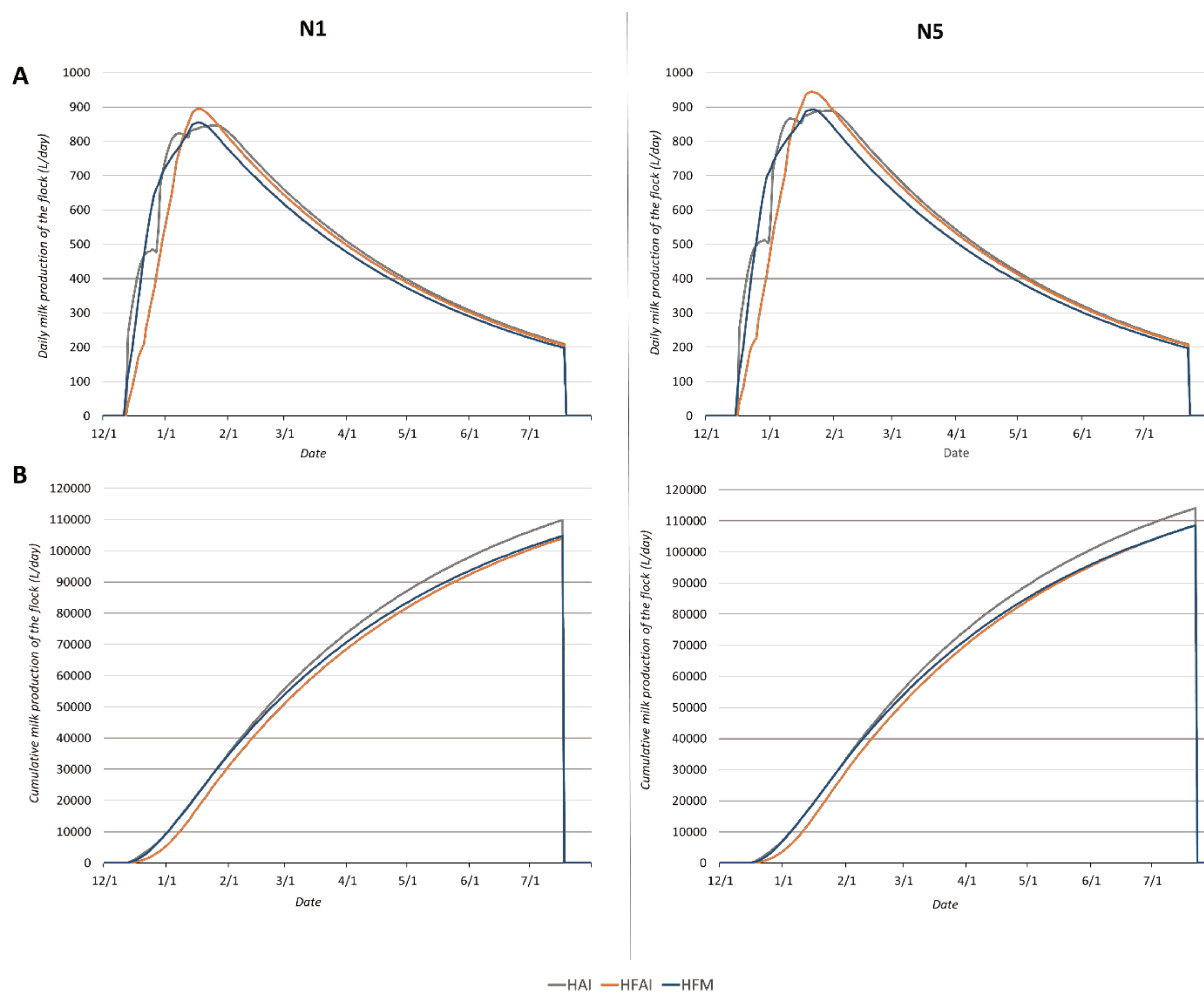 N1
N5
A
1000
900
800
700
600
500
400
300
200
100
0
Daily milk production of the flock (L/day)
12/1 1/1 2/1 3/1 4/1 5/1 6/1 7/1
Date
1000
900
800
700
600
500
400
300
200
100
0
Daily milk production of the flock (L/day)
12/1 1/1 2/1 3/1 4/1 5/1 6/1 7/1
Date
B
120000
110000
100000
90000
80000
70000
60000
50000
40000
30000
20000
10000
0
Cumulative milk production of the flock (L/day)
12/1 1/1 2/1 3/1 4/1 5/1 6/1 7/1
Date
120000
110000
100000
90000
80000
70000
60000
50000
40000
30000
20000
10000
0
Cumulative milk production of the flock (L/day)
12/1 1/1 2/1 3/1 4/1 5/1 6/1 7/1
Date
HAI HFAI HFM